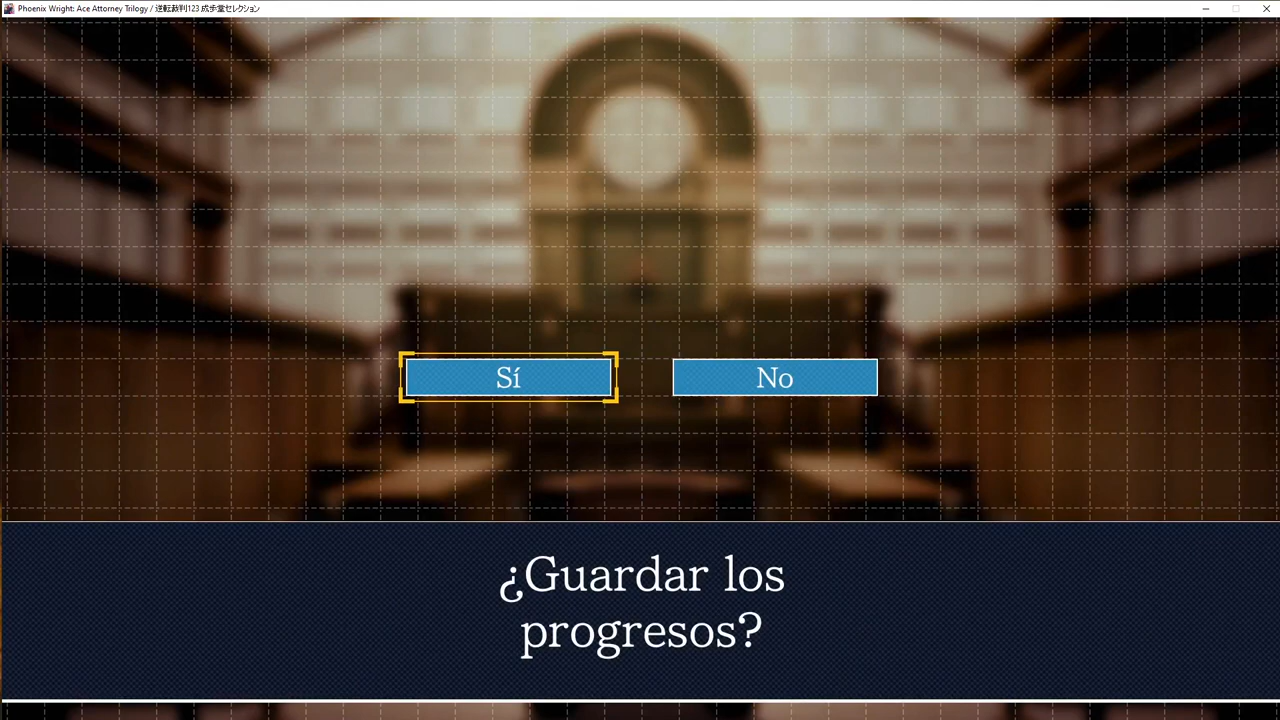 Phoenix Wright: Ace Attorney Trilogy / 逆転裁判123 成歩堂セレクション
Sí
No
¿Guardar los
progresos?